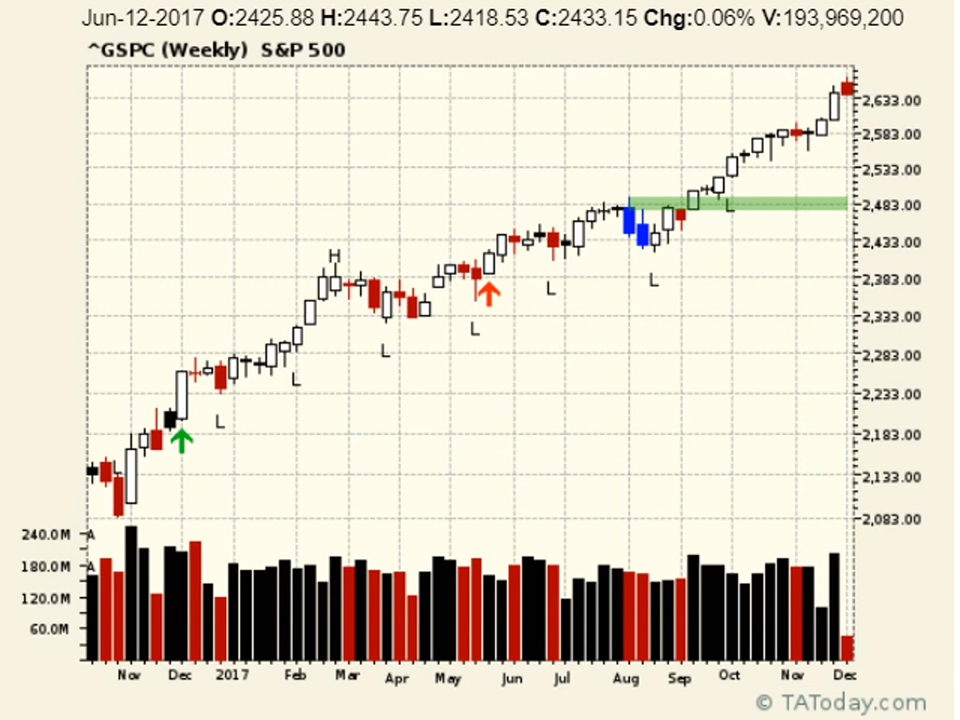 Jun-12-2017 O:2425.88 H:2443.75 L:2418.53 C:2433.15 Chg:0.06% V:193,969,200
^GSPC (Weekly) S&P 500
2,633.00
2,583.00
2,533.00
2,483.00
L
2,433.00
H
L
2,383.00
L
2,333.00
L
L
2,283.00
L
2,233.00
L
2,183.00
L
2,133.00
2,083.00
240.0M
A
180.0M
A
120.0M
60.0M
Nov Dec 2017 Feb Mar Apr May Jun Jul Aug Sep Oct Nov Dec
© TAToday.com